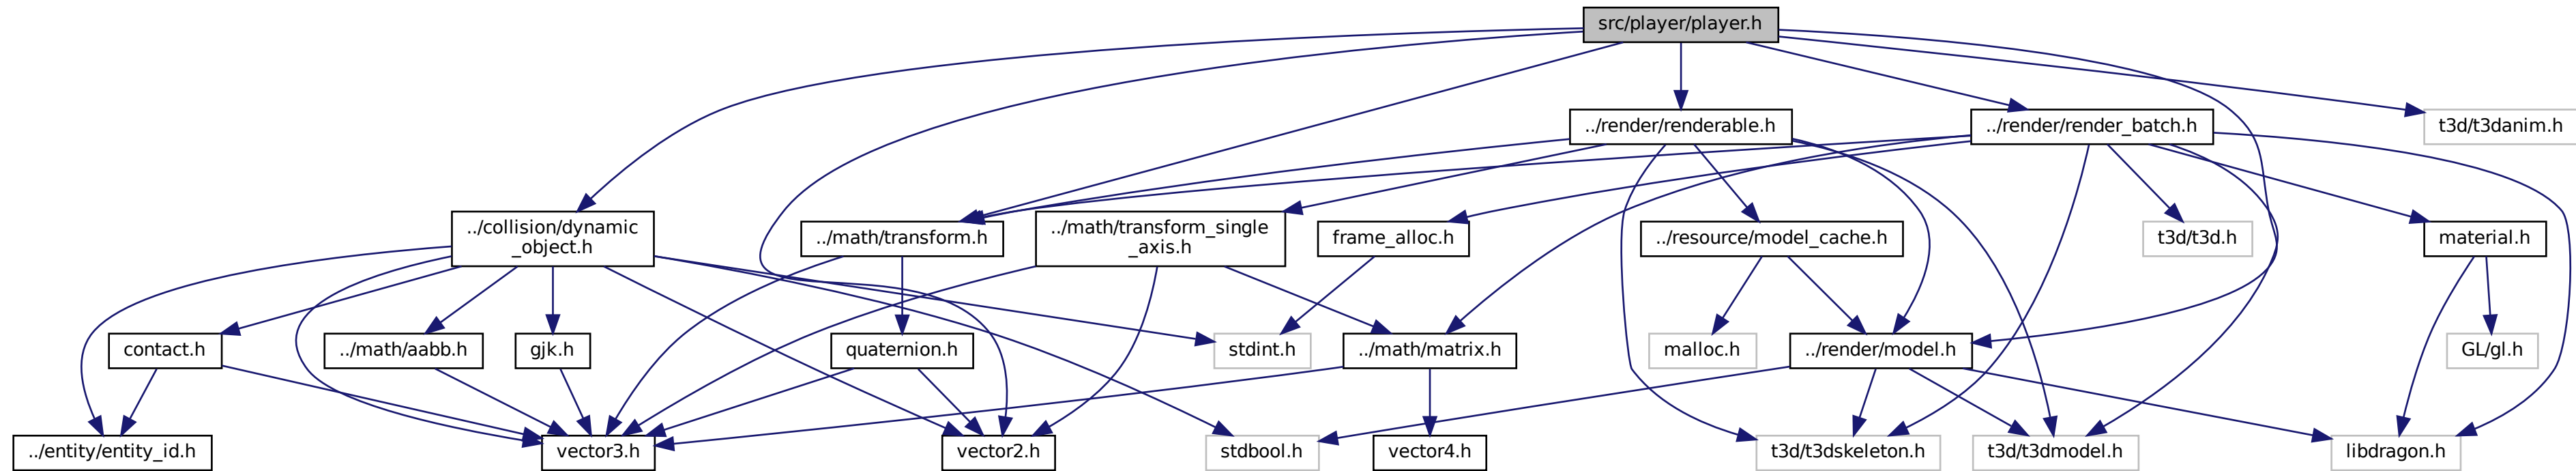 src/player/player.h
../render/renderable.h
../render/render_batch.h
t3d/t3danim.h
../collision/dynamic
_object.h
../math/transform.h
../math/transform_single
_axis.h
frame_alloc.h
../resource/model_cache.h
t3d/t3d.h
material.h
contact.h
../math/aabb.h
gjk.h
quaternion.h
stdint.h
../math/matrix.h
malloc.h
../render/model.h
GL/gl.h
../entity/entity_id.h
vector3.h
vector2.h
stdbool.h
vector4.h
t3d/t3dskeleton.h
t3d/t3dmodel.h
libdragon.h